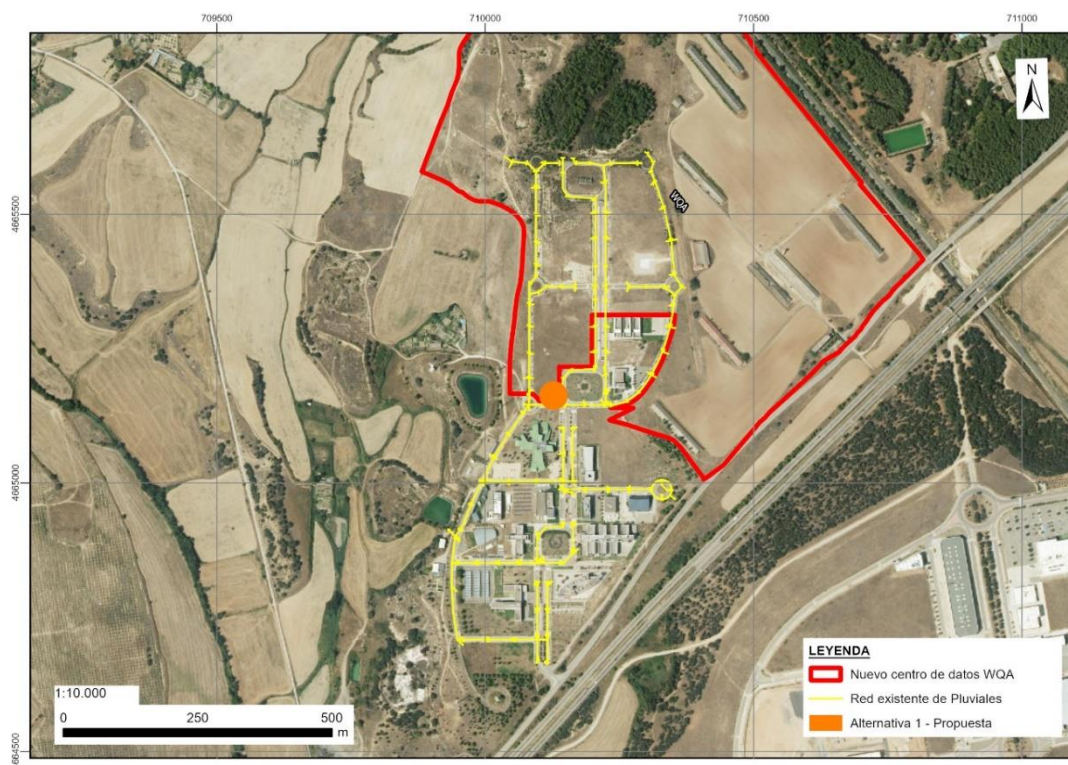 709500 710000 710500 711000
N
WQA
4665500
4665000
LEYENDA
Nuevo centro de datos WQA
Red existente de Pluviales
Alternativa 1 - Propuesta
1:10.000
0 250 500
m
664500